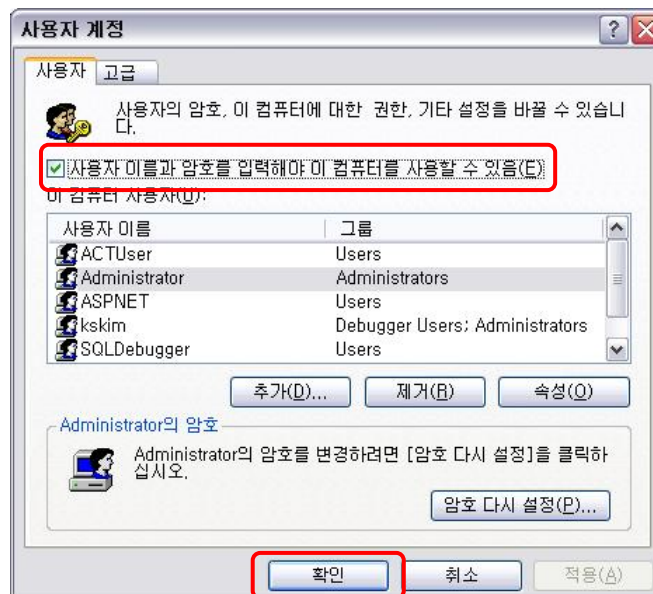 사용자 계정
사용자 고급
사용자의 암호, 이 컴퓨터에 대한 권한, 기타 설정을 바꿀 수 있습니
다.
사용자 이름과 암호를 입력해야 이 컴퓨터를 사용할 수 있음(E)
이 컴퓨터 사용자(U):
사용자 이름 그룹
ACTUser Users
Administrator Administrators
ASPNET Users
kskim Debugger Users; Administrators
SQLDebugger Users
추가(D)... 제거(R) 속성(O)
Administrator의 암호
Administrator의 암호를 변경하려면 [암호 다시 설정]을 클릭하
십시오.
암호 다시 설정(P)...
확인 취소 적용(A)